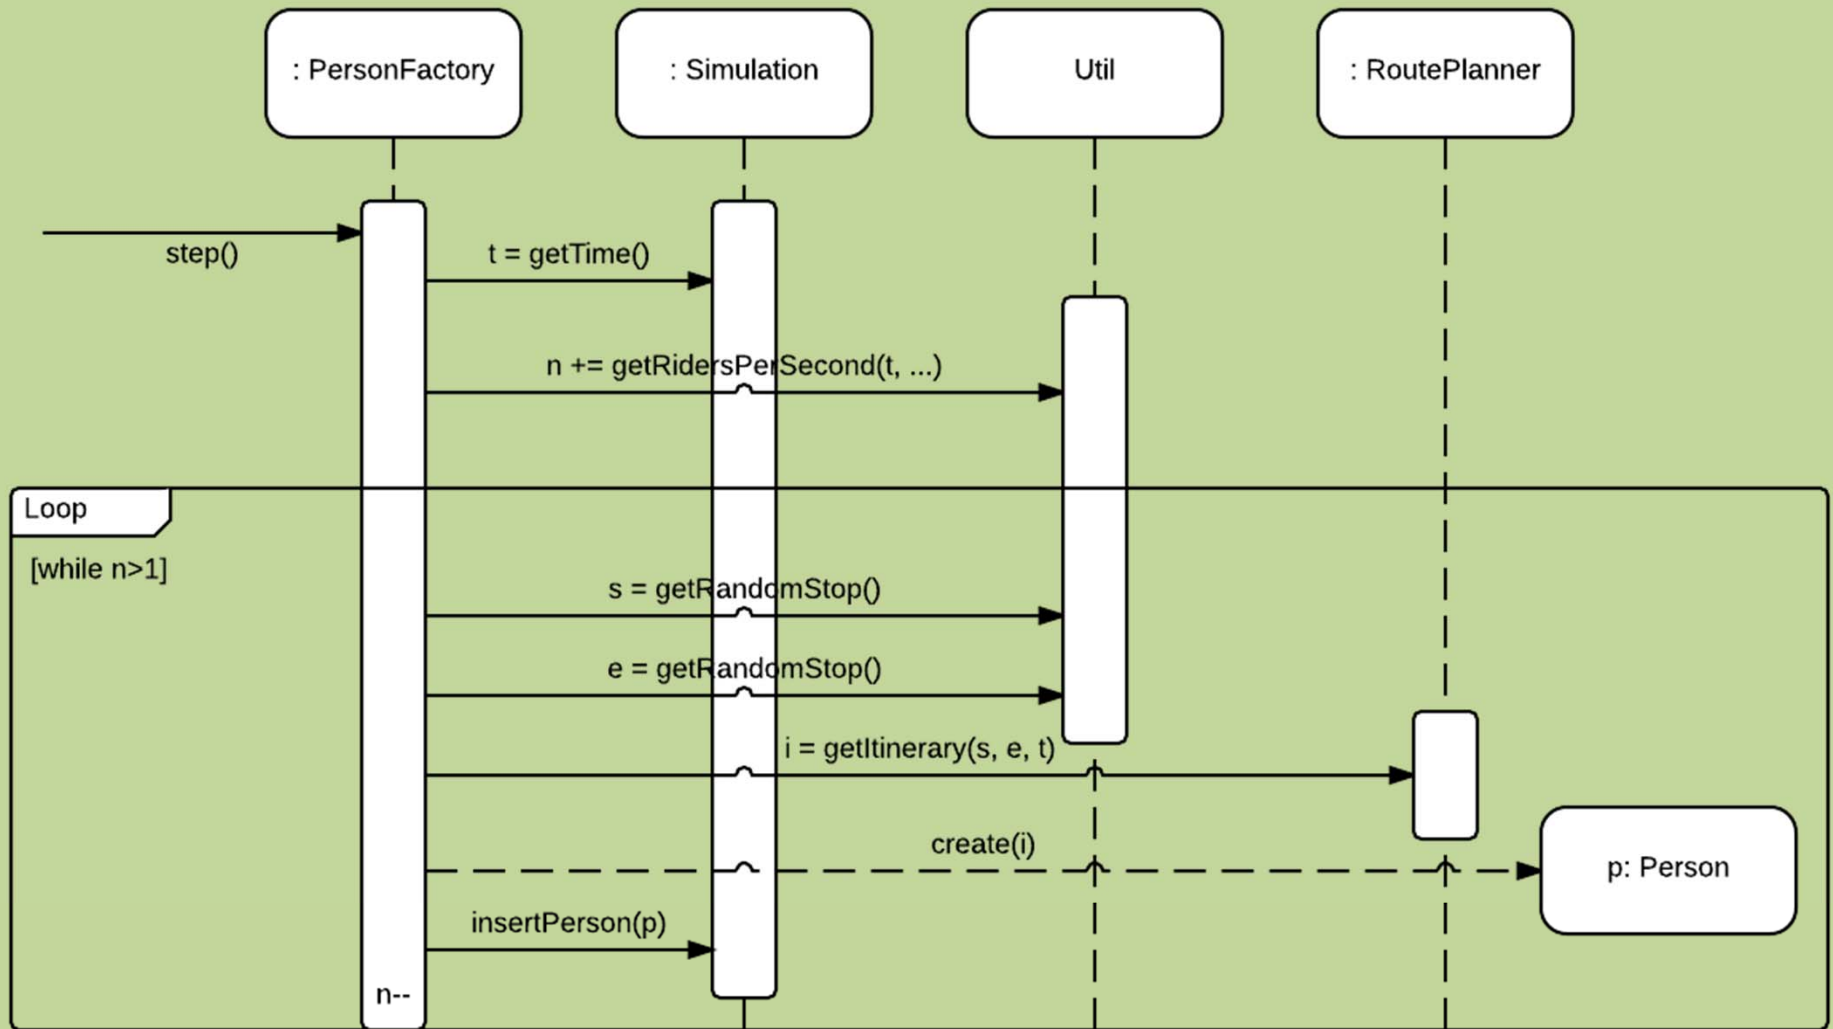 : PersonFactory
: Simulation
Util
: RoutePlanner
step()
t = getTime()
n += getRidersPerSecond(t, ...)
Loop
[while n>1]
s = getRandomStop()
e = getRandomStop()
i = getItinerary(s, e, t)
create(i)
p: Person
insertPerson(p)
n--